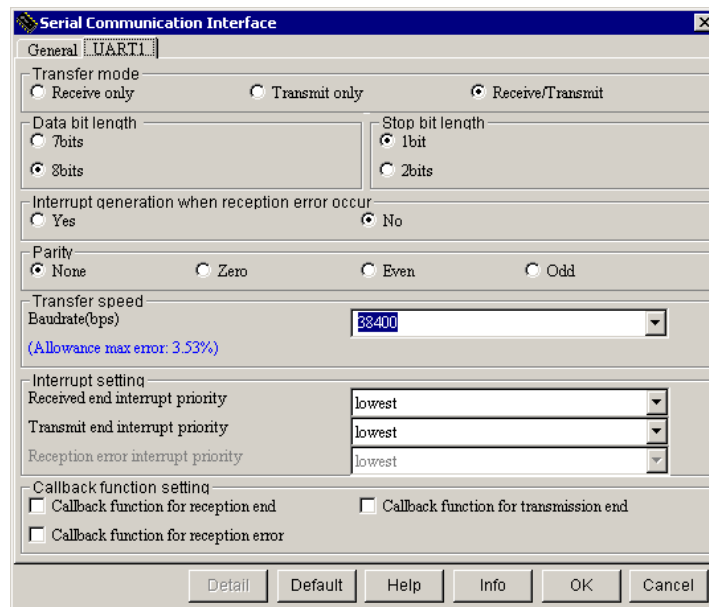 Serial Communication Interface
General UART1
Transfer mode
Receive only Transmit only Receive/Transmit
Data bit length Stop bit length
7bits 1bit
8bits 2bits
Interrupt generation when reception error occur
Yes No
Parity
None Zero Even Odd
Transfer speed
Baudrate(bps) 38400
(Allowance max error: 3.53%)
Interrupt setting
Received end interrupt priority lowest
Transmit end interrupt priority lowest
Reception error interrupt priority lowest
Callback function setting
Callback function for reception end Callback function for transmission end
Callback function for reception error
Detail Default Help Info OK Cancel